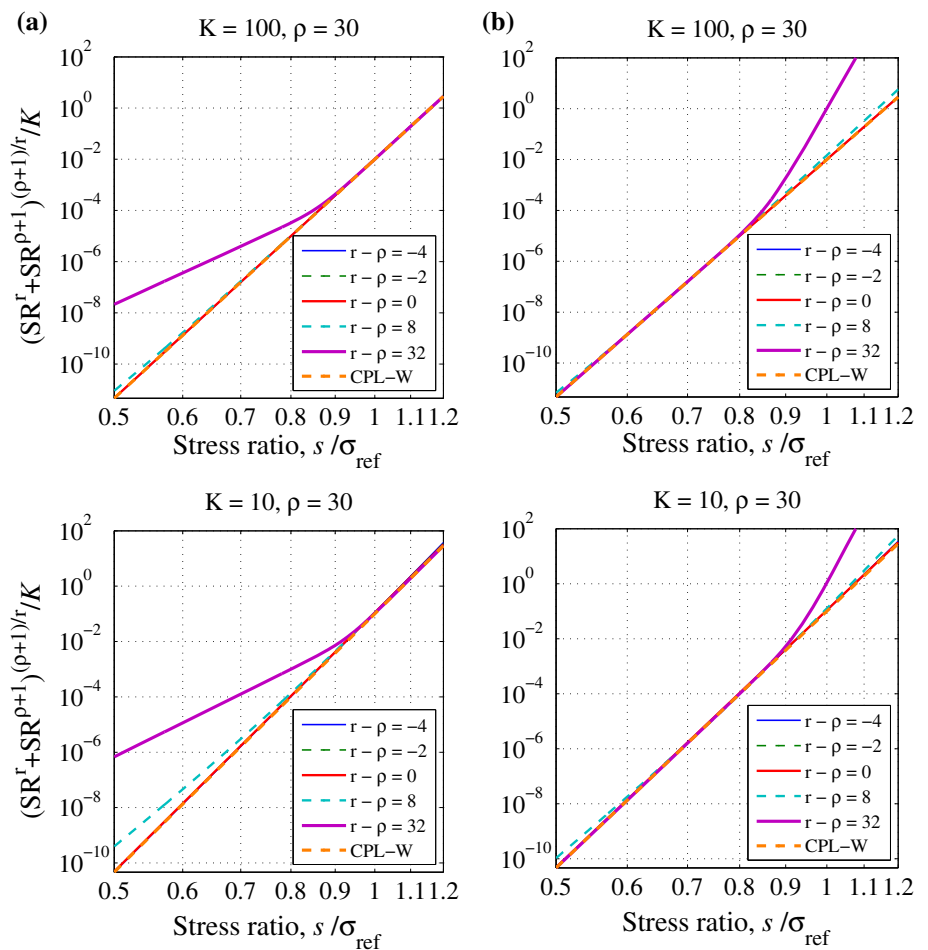 (a)
K = 100, ρ = 30
(SR^r+SR^ρ+1)^(ρ+1)/r/K
10^2
10^0
10^−2
10^−4
10^−6
10^−8
10^−10
r − ρ = −4
r − ρ = −2
r − ρ = 0
r − ρ = 8
r − ρ = 32
CPL−W
0.5 0.6 0.7 0.8 0.9 1 1.1 1.2
Stress ratio, s /σ_ref
(b)
K = 100, ρ = 30
10^2
10^0
10^−2
10^−4
10^−6
10^−8
10^−10
r − ρ = −4
r − ρ = −2
r − ρ = 0
r − ρ = 8
r − ρ = 32
CPL−W
0.5 0.6 0.7 0.8 0.9 1 1.1 1.2
Stress ratio, s /σ_ref
K = 10, ρ = 30
(SR^r+SR^ρ+1)^(ρ+1)/r/K
10^2
10^0
10^−2
10^−4
10^−6
10^−8
10^−10
r − ρ = −4
r − ρ = −2
r − ρ = 0
r − ρ = 8
r − ρ = 32
CPL−W
0.5 0.6 0.7 0.8 0.9 1 1.1 1.2
Stress ratio, s /σ_ref
K = 10, ρ = 30
10^2
10^0
10^−2
10^−4
10^−6
10^−8
10^−10
r − ρ = −4
r − ρ = −2
r − ρ = 0
r − ρ = 8
r − ρ = 32
CPL−W
0.5 0.6 0.7 0.8 0.9 1 1.1 1.2
Stress ratio, s /σ_ref